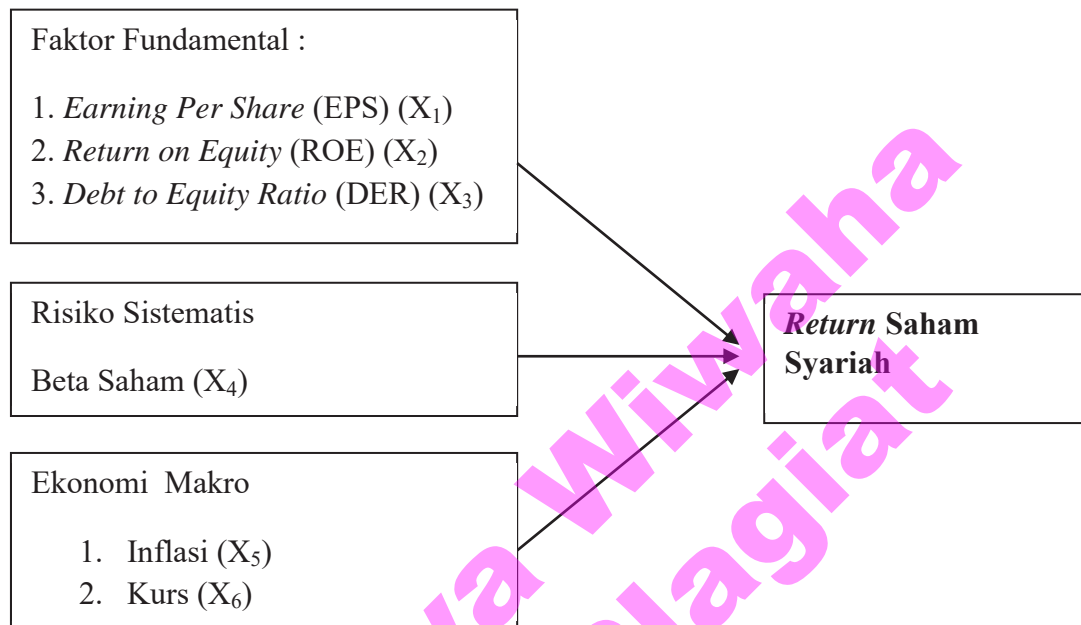 Faktor Fundamental :
1. Earning Per Share (EPS) (X₁)
2. Return on Equity (ROE) (X₂)
3. Debt to Equity Ratio (DER) (X₃)
Risiko Sistematis
Beta Saham (X₄)
Return Saham
Syariah
Ekonomi Makro
1. Inflasi (X₅)
2. Kurs (X₆)
Wiwaha